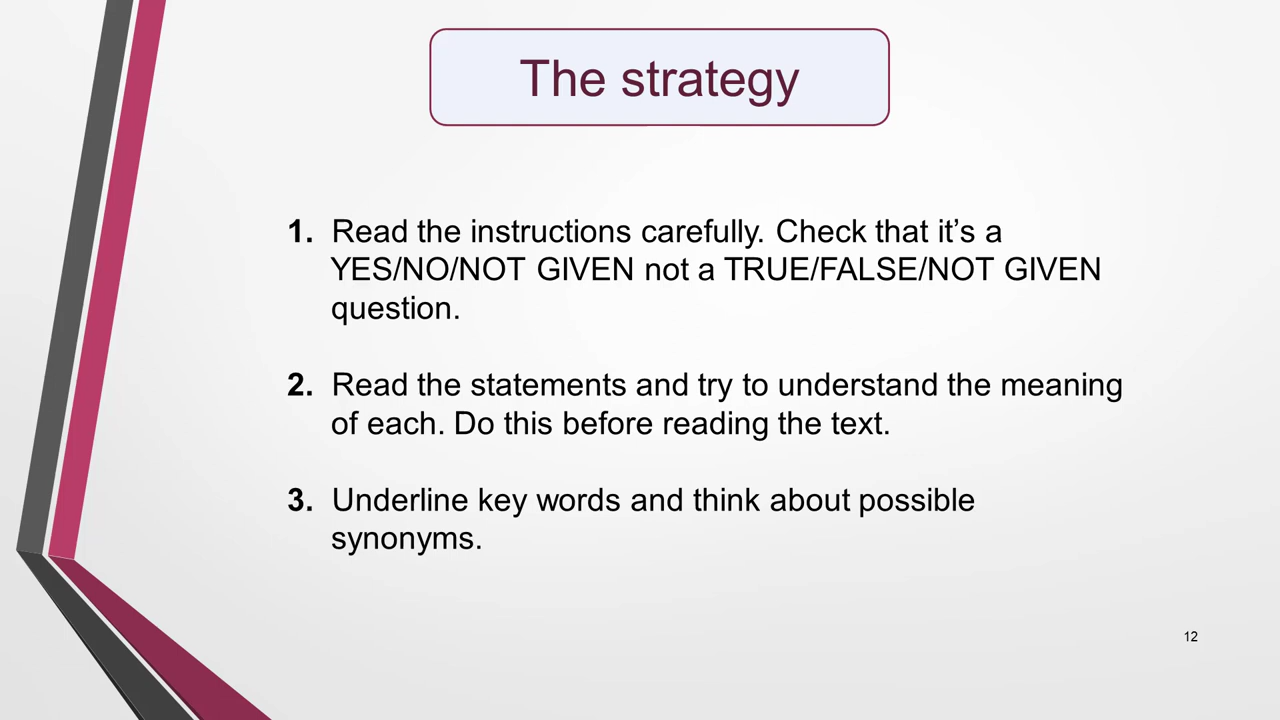 The strategy
1. Read the instructions carefully. Check that it’s a
YES/NO/NOT GIVEN not a TRUE/FALSE/NOT GIVEN
question.
2. Read the statements and try to understand the meaning
of each. Do this before reading the text.
3. Underline key words and think about possible
synonyms.
12